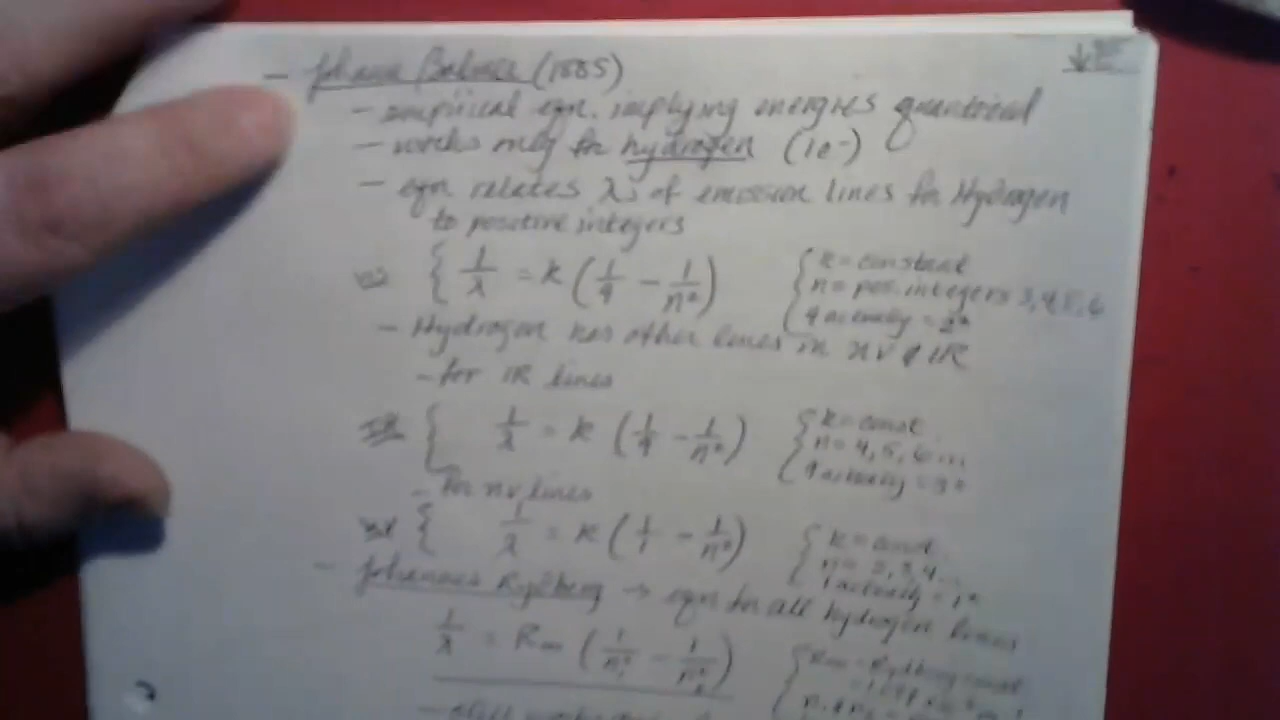 - Johann Balmer (1885)
- empirical eqn. implying energies quantized
- works only for hydrogen (1e-)
- eqn relates λ's of emission lines for Hydrogen
to positive integers
{ 1/λ = k (1/4 - 1/n²) { k = constant
n = pos. integers 3, 4, 5, 6
4 actually = 2²
- Hydrogen has other lines in uv & IR
- for IR lines
IR { 1/λ = k (1/9 - 1/n²) { k = const.
n = 4, 5, 6 ...
9 actually = 3²
- for uv lines
uv { 1/λ = k (1/1 - 1/n²) { k = const.
n = 2, 3, 4 ...
1 actually = 1²
- Johannes Rydberg → eqn for all hydrogen lines
1/λ = R∞ (1/n₁² - 1/n₂²) { R∞ = Rydberg const
- still works only